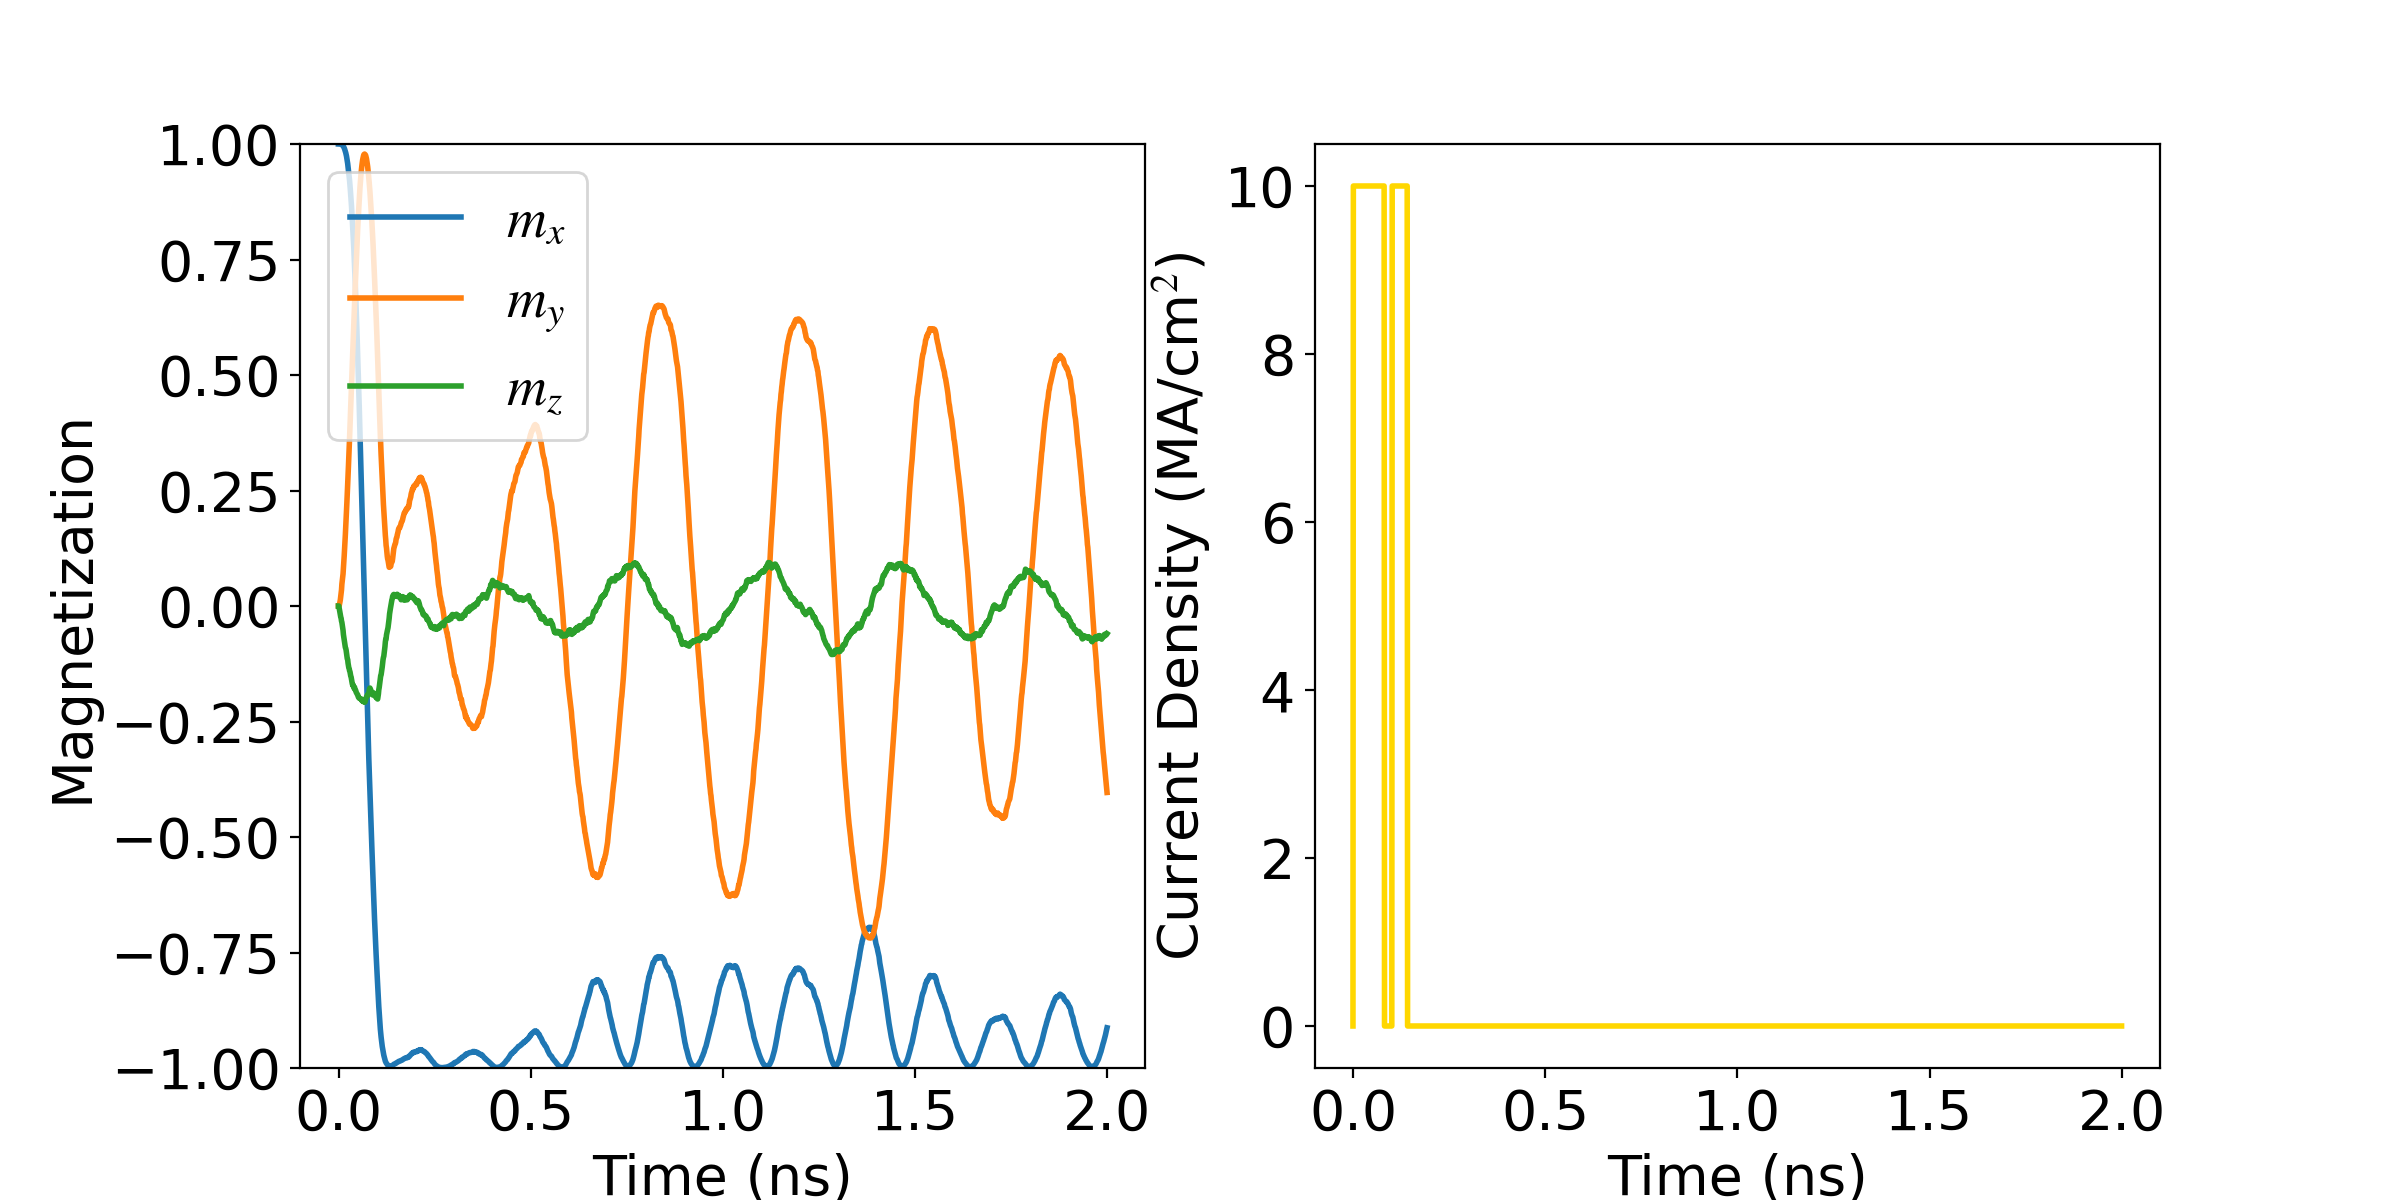 1.00
0.75
0.50
0.25
0.00
−0.25
−0.50
−0.75
−1.00
Magnetization
m_x
m_y
m_z
0.0 0.5 1.0 1.5 2.0
Time (ns)
10
8
6
4
2
0
Current Density (MA/cm²)
0.0 0.5 1.0 1.5 2.0
Time (ns)